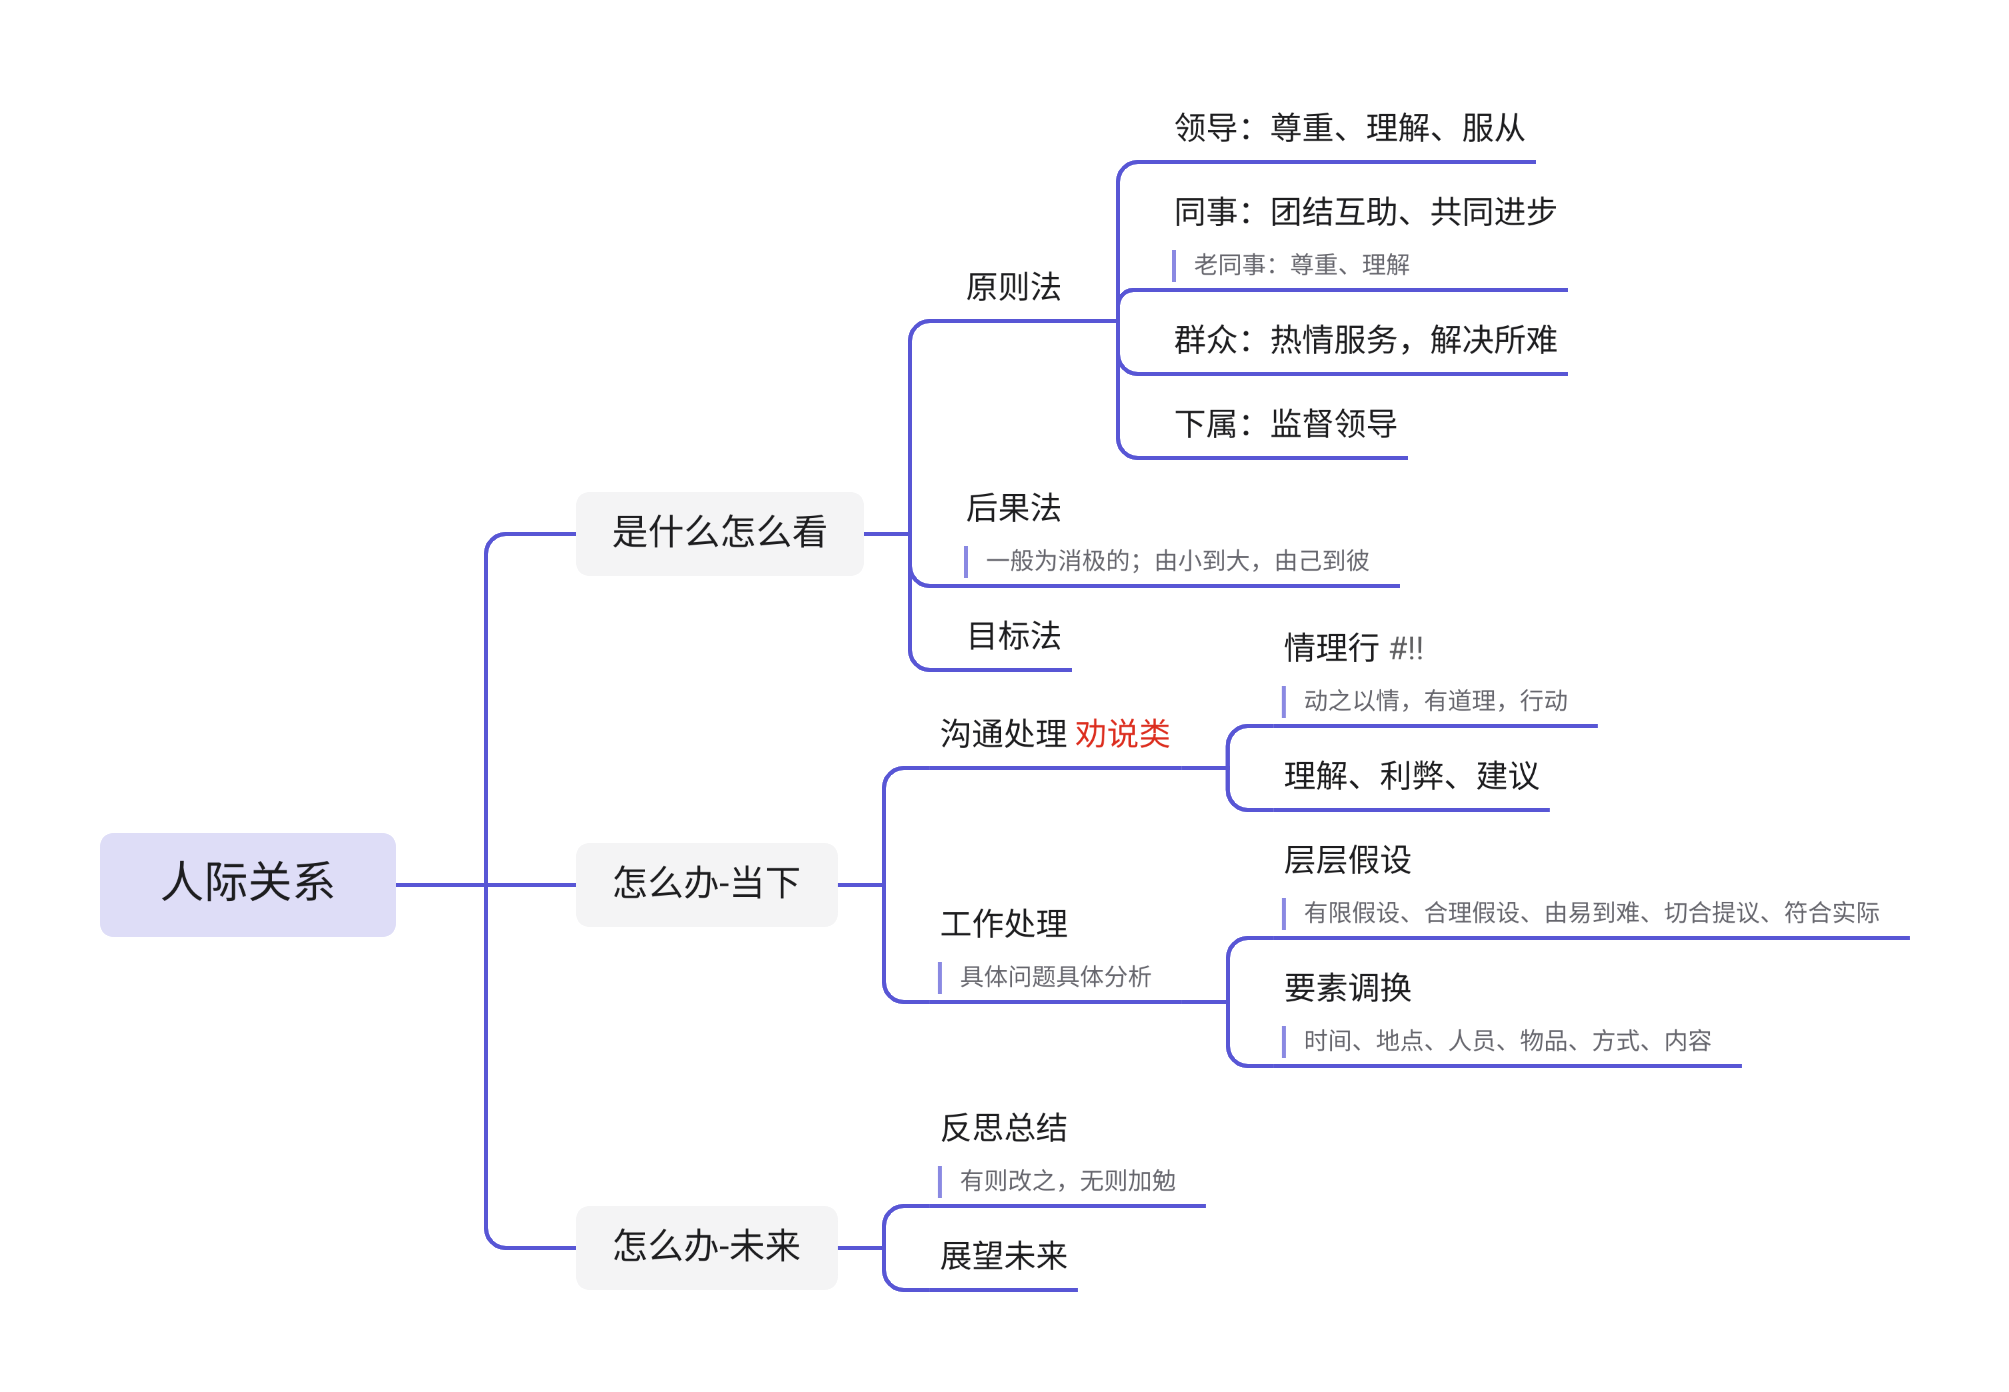 人际关系
是什么怎么看
原则法
领导：尊重、理解、服从
同事：团结互助、共同进步
老同事：尊重、理解
群众：热情服务，解决所难
下属：监督领导
后果法
一般为消极的；由小到大，由己到彼
目标法
怎么办-当下
沟通处理 劝说类
情理行 #!!
动之以情，有道理，行动
理解、利弊、建议
工作处理
具体问题具体分析
层层假设
有限假设、合理假设、由易到难、切合提议、符合实际
要素调换
时间、地点、人员、物品、方式、内容
怎么办-未来
反思总结
有则改之，无则加勉
展望未来